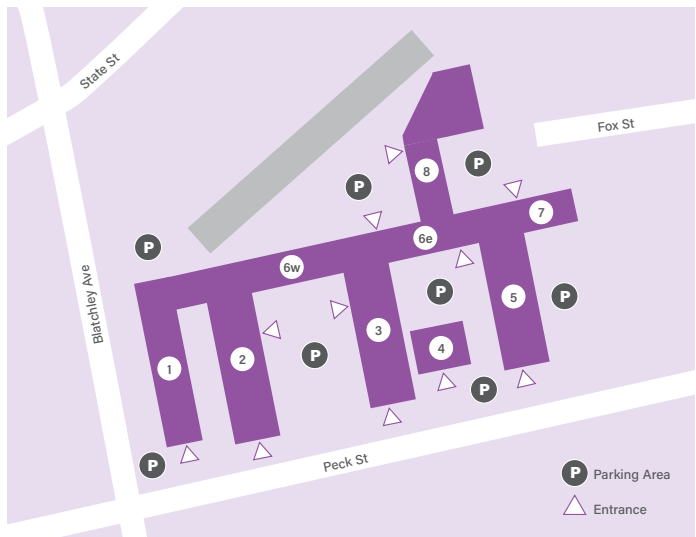 State St
Fox St
P
8
P
P
7
6e
P
6w
P
5
P
3
4
P
2
1
P
Blatchley Ave
P
Peck St
P Parking Area
Entrance